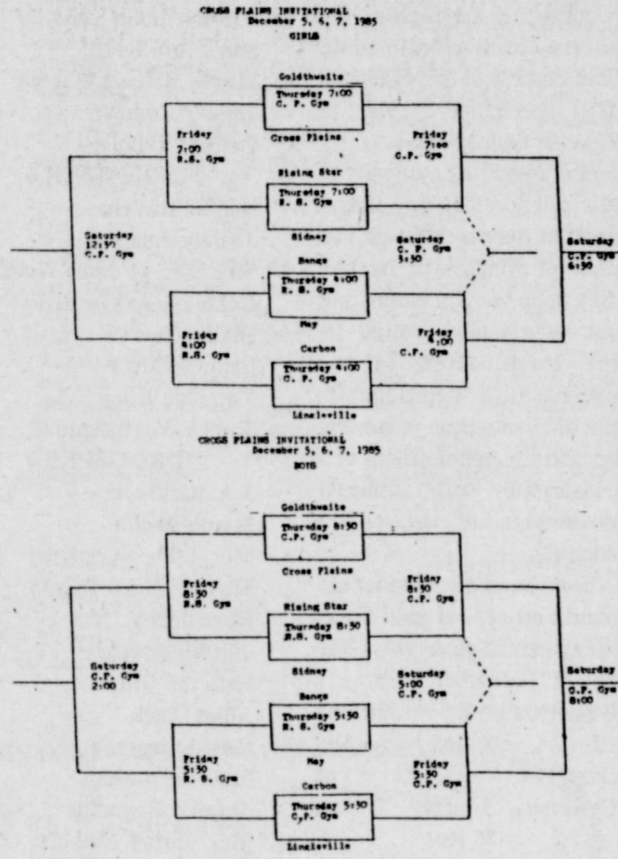 CROSS PLAINS INVITATIONAL
December 5, 6, 7, 1985
GIRLS
Goldthwaite
Thursday 7:00
C. P. Gym
Cross Plains
Friday
7:00
R.S. Gym
Friday
7:00
C.P. Gym
Rising Star
Thursday 7:00
R. S. Gym
Sidney
Saturday
12:30
C.P. Gym
Saturday
C. P. Gym
3:30
Saturday
C. P. Gym
6:30
Bangs
Thursday 4:00
R. S. Gym
May
Friday
4:00
R.S. Gym
Friday
4:00
C.P. Gym
Carbon
Thursday 4:00
C. P. Gym
Lingleville
CROSS PLAINS INVITATIONAL
December 5, 6, 7, 1985
BOYS
Goldthwaite
Thursday 8:30
C.P. Gym
Cross Plains
Friday
8:30
R.S. Gym
Friday
8:30
C.P. Gym
Rising Star
Thursday 8:30
R.S. Gym
Sidney
Saturday
C.P. Gym
2:00
Saturday
5:00
C.P. Gym
Saturday
C.P. Gym
8:00
Bangs
Thursday 5:30
R. S. Gym
May
Friday
5:30
R. S. Gym
Friday
5:30
C.P. Gym
Carbon
Thursday 5:30
C.P. Gym
Lingleville